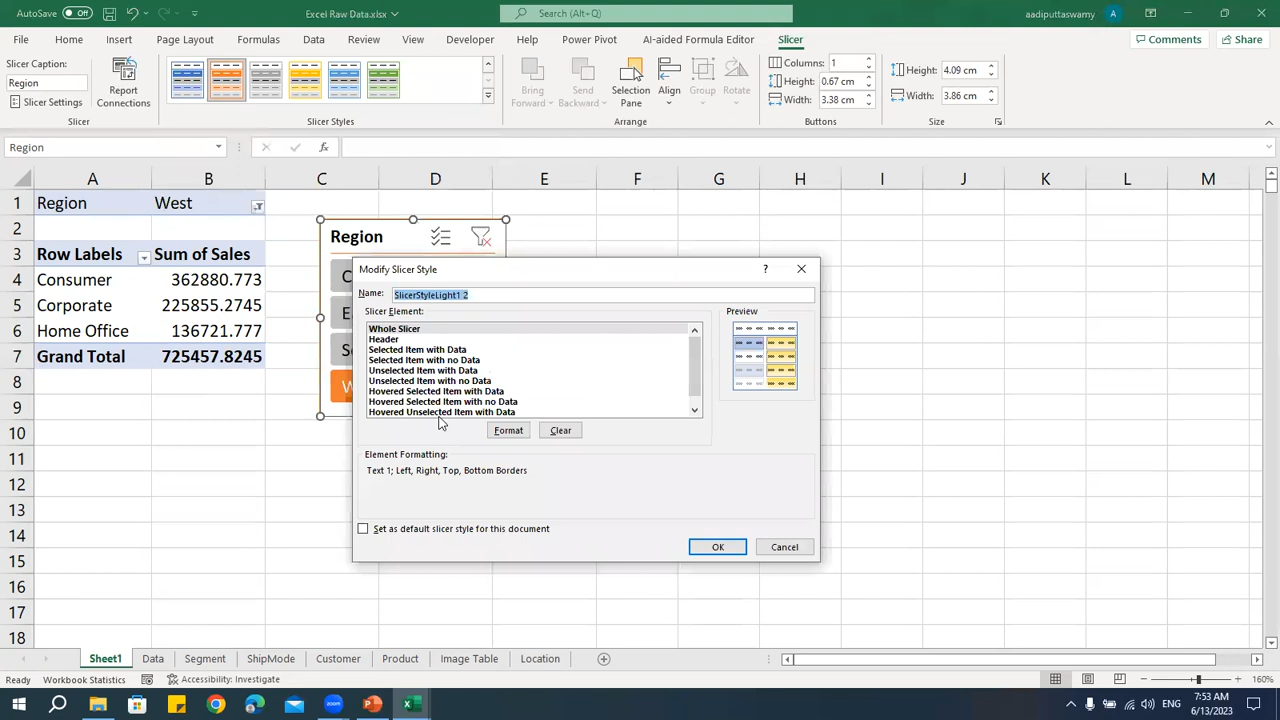 AutoSave Off Excel Raw Data.xlsx Search (Alt+Q) aadiputtaswamy A
File Home Insert Page Layout Formulas Data Review View Developer Help Power Pivot AI-aided Formula Editor Slicer Comments Share
Slicer Caption:
Region
Slicer Settings
Report
Connections
Slicer
Slicer Styles
Bring
Forward
Send
Backward
Selection
Pane
Align
Group
Rotate
Arrange
Columns: 1
Height: 0.67 cm
Width: 3.38 cm
Buttons
Height: 4.09 cm
Width: 3.86 cm
Size
Region fx
A B C D E F G H I J K L M
1 Region West
2
3 Row Labels Sum of Sales
4 Consumer 362880.773
5 Corporate 225855.2745
6 Home Office 136721.777
7 Grand Total 725457.8245
8
9
10
11
12
13
14
15
16
17
18
Region
Modify Slicer Style ?
Name: SlicerStyleLight1 2
Slicer Element:
Whole Slicer
Header
Selected Item with Data
Selected Item with no Data
Unselected Item with Data
Unselected Item with no Data
Hovered Selected Item with Data
Hovered Selected Item with no Data
Hovered Unselected Item with Data
Preview
Format Clear
Element Formatting:
Text 1; Left, Right, Top, Bottom Borders
Set as default slicer style for this document
OK Cancel
Sheet1 Data Segment ShipMode Customer Product Image Table Location
Ready Workbook Statistics Accessibility: Investigate 160%
zoom
ENG
7:53 AM
6/13/2023